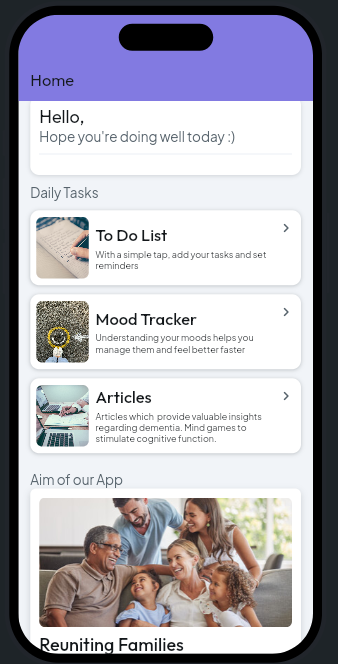 Home
Hello,
Hope you're doing well today :)
Daily Tasks
To Do List
With a simple tap, add your tasks and set
reminders
Mood Tracker
Understanding your moods helps you
manage them and feel better faster
Articles
Articles which provide valuable insights
regarding dementia. Mind games to
stimulate cognitive function.
Aim of our App
Reuniting Families